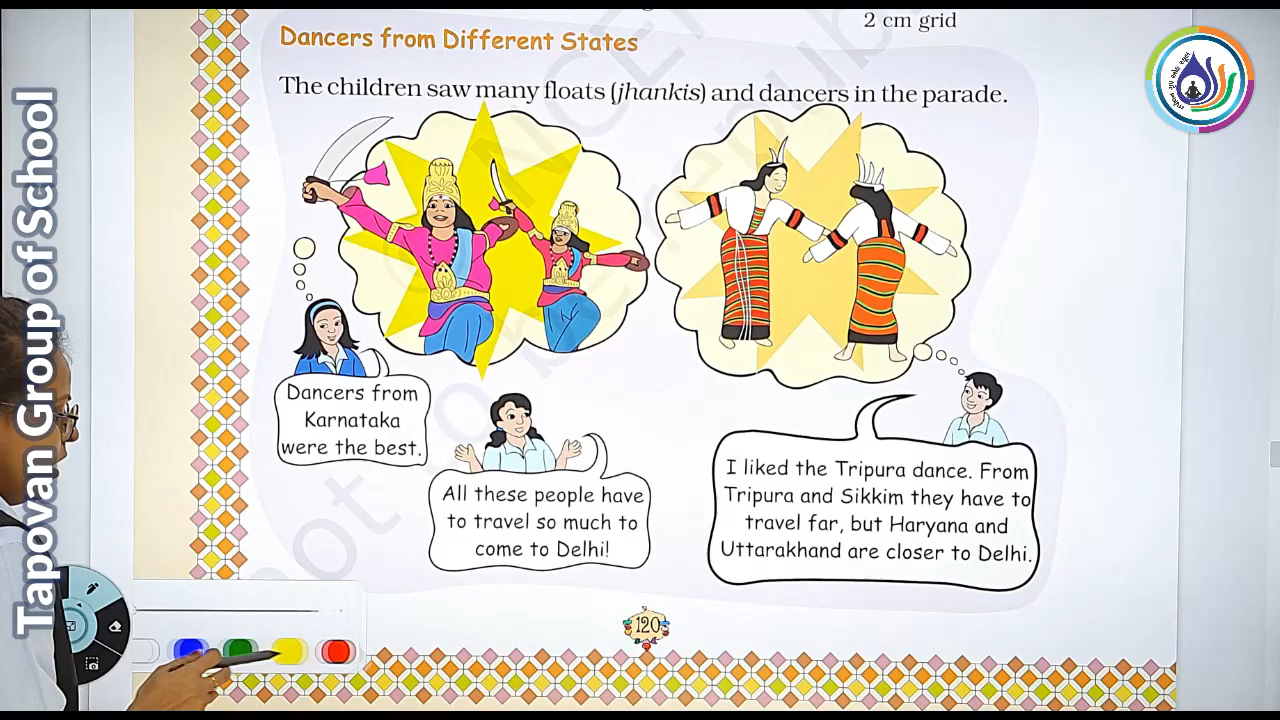 2 cm grid
Dancers from Different States
The children saw many floats (jhankis) and dancers in the parade.
Dancers from
Karnataka
were the best.
All these people have
to travel so much to
come to Delhi!
I liked the Tripura dance. From
Tripura and Sikkim they have to
travel far, but Haryana and
Uttarakhand are closer to Delhi.
120
Tapovan Group of School